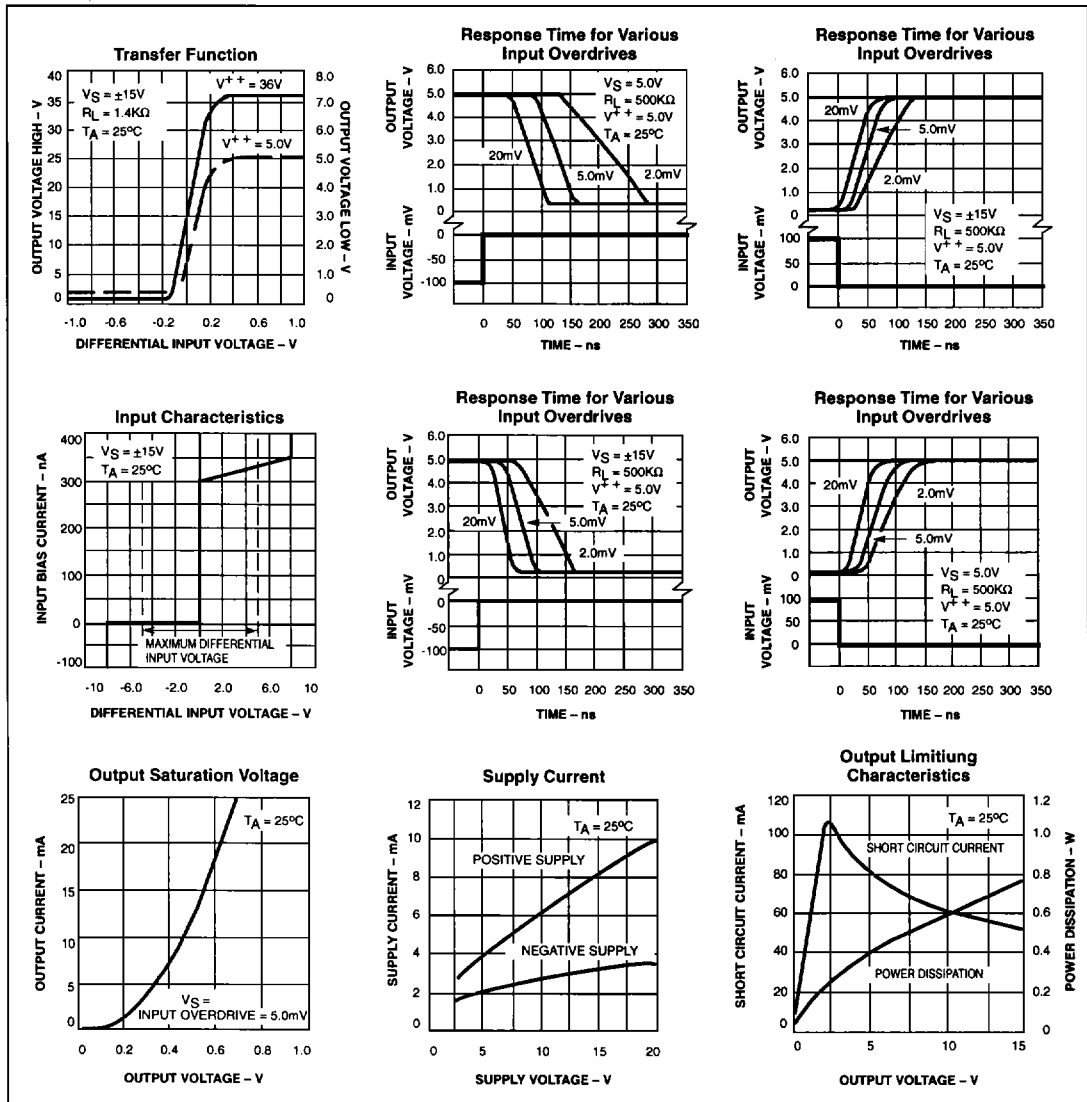 Transfer Function
OUTPUT VOLTAGE HIGH – V
40
35
30
25
20
15
10
5
0
VS = ±15V
RL = 1.4KΩ
TA = 25ºC
V++ = 36V
V++ = 5.0V
8.0
7.0
6.0
5.0
4.0
3.0
2.0
1.0
0
OUTPUT VOLTAGE LOW – V
-1.0 -0.6 -0.2 0.2 0.6 1.0
DIFFERENTIAL INPUT VOLTAGE – V
Response Time for Various
Input Overdrives
OUTPUT
VOLTAGE – V
6.0
5.0
4.0
3.0
2.0
1.0
0
VS = 5.0V
RL = 500KΩ
V++ = 5.0V
TA = 25ºC
20mV
5.0mV
2.0mV
INPUT
VOLTAGE – mV
0
-50
-100
0 50 100 150 200 250 300 350
TIME – ns
Response Time for Various
Input Overdrives
OUTPUT
VOLTAGE – V
6.0
5.0
4.0
3.0
2.0
1.0
0
20mV
5.0mV
2.0mV
VS = ±15V
RL = 500KΩ
V++ = 5.0V
TA = 25ºC
INPUT
VOLTAGE – mV
100
50
0
0 50 100 150 200 250 300 350
TIME – ns
Input Characteristics
INPUT BIAS CURRENT – nA
400
300
200
100
0
-100
VS = ±15V
TA = 25ºC
MAXIMUM DIFFERENTIAL
INPUT VOLTAGE
-10 -6.0 -2.0 2.0 6.0 10
DIFFERENTIAL INPUT VOLTAGE – V
Response Time for Various
Input Overdrives
OUTPUT
VOLTAGE – V
6.0
5.0
4.0
3.0
2.0
1.0
0
VS = ±15V
RL = 500KΩ
V++ = 5.0V
TA = 25ºC
20mV
5.0mV
2.0mV
INPUT
VOLTAGE – mV
0
-50
-100
0 50 100 150 200 250 300 350
TIME – ns
Response Time for Various
Input Overdrives
OUTPUT
VOLTAGE – V
6.0
5.0
4.0
3.0
2.0
1.0
0
20mV
2.0mV
5.0mV
VS = 5.0V
RL = 500KΩ
V++ = 5.0V
TA = 25ºC
INPUT
VOLTAGE – mV
100
50
0
0 50 100 150 200 250 300 350
TIME – ns
Output Saturation Voltage
OUTPUT CURRENT – mA
25
20
15
10
5
0
TA = 25ºC
VS =
INPUT OVERDRIVE = 5.0mV
0 0.2 0.4 0.6 0.8 1.0
OUTPUT VOLTAGE – V
Supply Current
SUPPLY CURRENT – mA
12
10
8
6
4
2
0
TA = 25ºC
POSITIVE SUPPLY
NEGATIVE SUPPLY
0 5 10 15 20
SUPPLY VOLTAGE – V
Output Limitiung
Characteristics
SHORT CIRCUIT CURRENT – mA
120
100
80
60
40
20
0
TA = 25ºC
SHORT CIRCUIT CURRENT
POWER DISSIPATION
1.2
1.0
0.8
0.6
0.4
0.2
0
POWER DISSIPATION – W
0 5 10 15
OUTPUT VOLTAGE – V